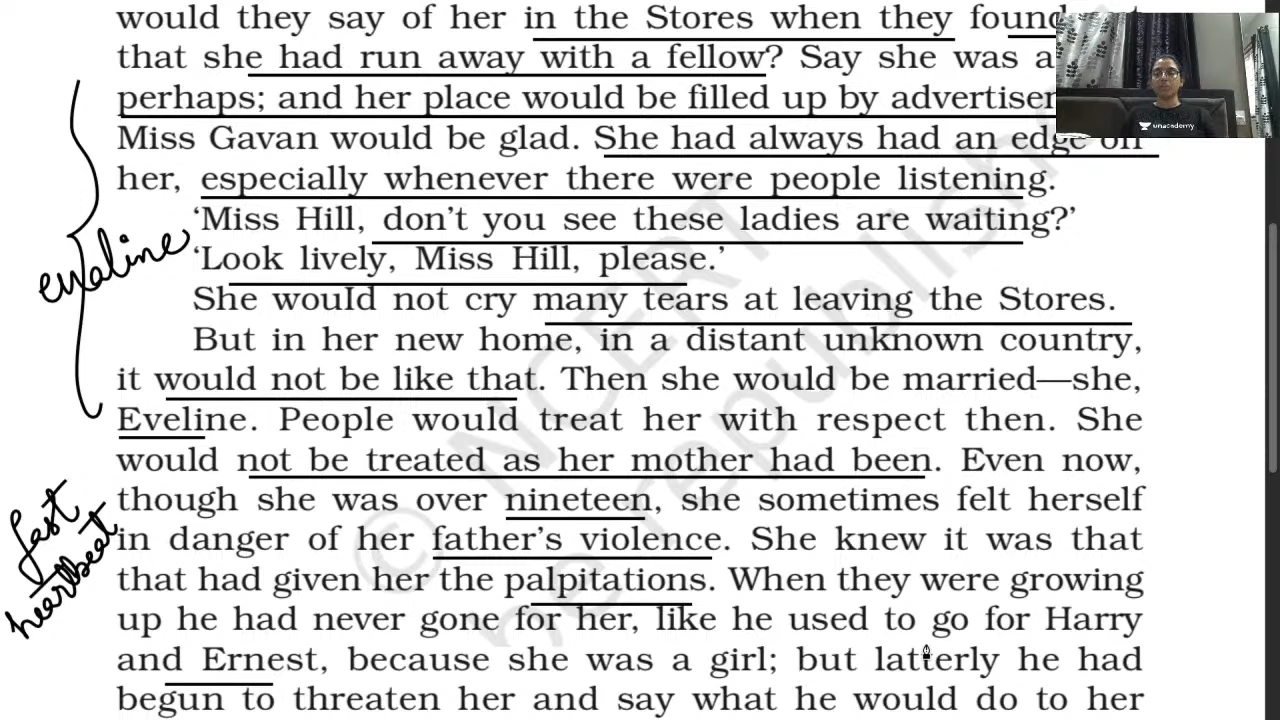 would they say of her in the Stores when they found
that she had run away with a fellow? Say she was a
perhaps; and her place would be filled up by
Miss Gavan would be glad. She had always had an edge on
her, especially whenever there were people listening.
'Miss Hill, don't you see these ladies are waiting?'
'Look lively, Miss Hill, please.'
She would not cry many tears at leaving the Stores.
But in her new home, in a distant unknown country,
it would not be like that. Then she would be married—she,
Eveline. People would treat her with respect then. She
would not be treated as her mother had been. Even now,
though she was over nineteen, she sometimes felt herself
in danger of her father's violence. She knew it was that
that had given her the palpitations. When they were growing
up he had never gone for her, like he used to go for Harry
and Ernest, because she was a girl; but latterly he had
begun to threaten her and say what he would do to her
eveline
fast
heartbeat
unacademy
© NCERT
be republished